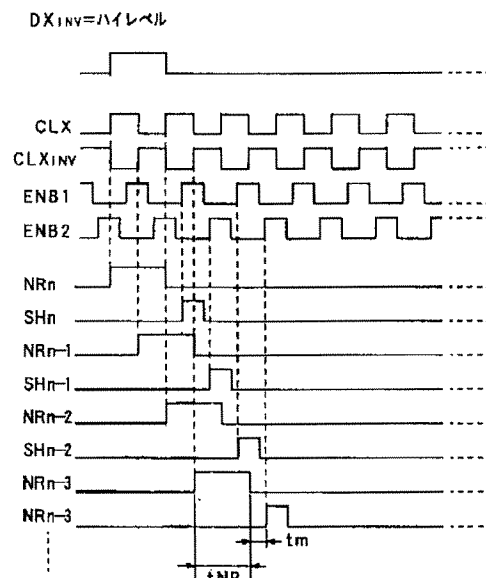 DXINV=ハイレベル
CLX
CLXINV
ENB1
ENB2
NRn
SHn
NRn-1
SHn-1
NRn-2
SHn-2
NRn-3
NRn-3
tm
tNR